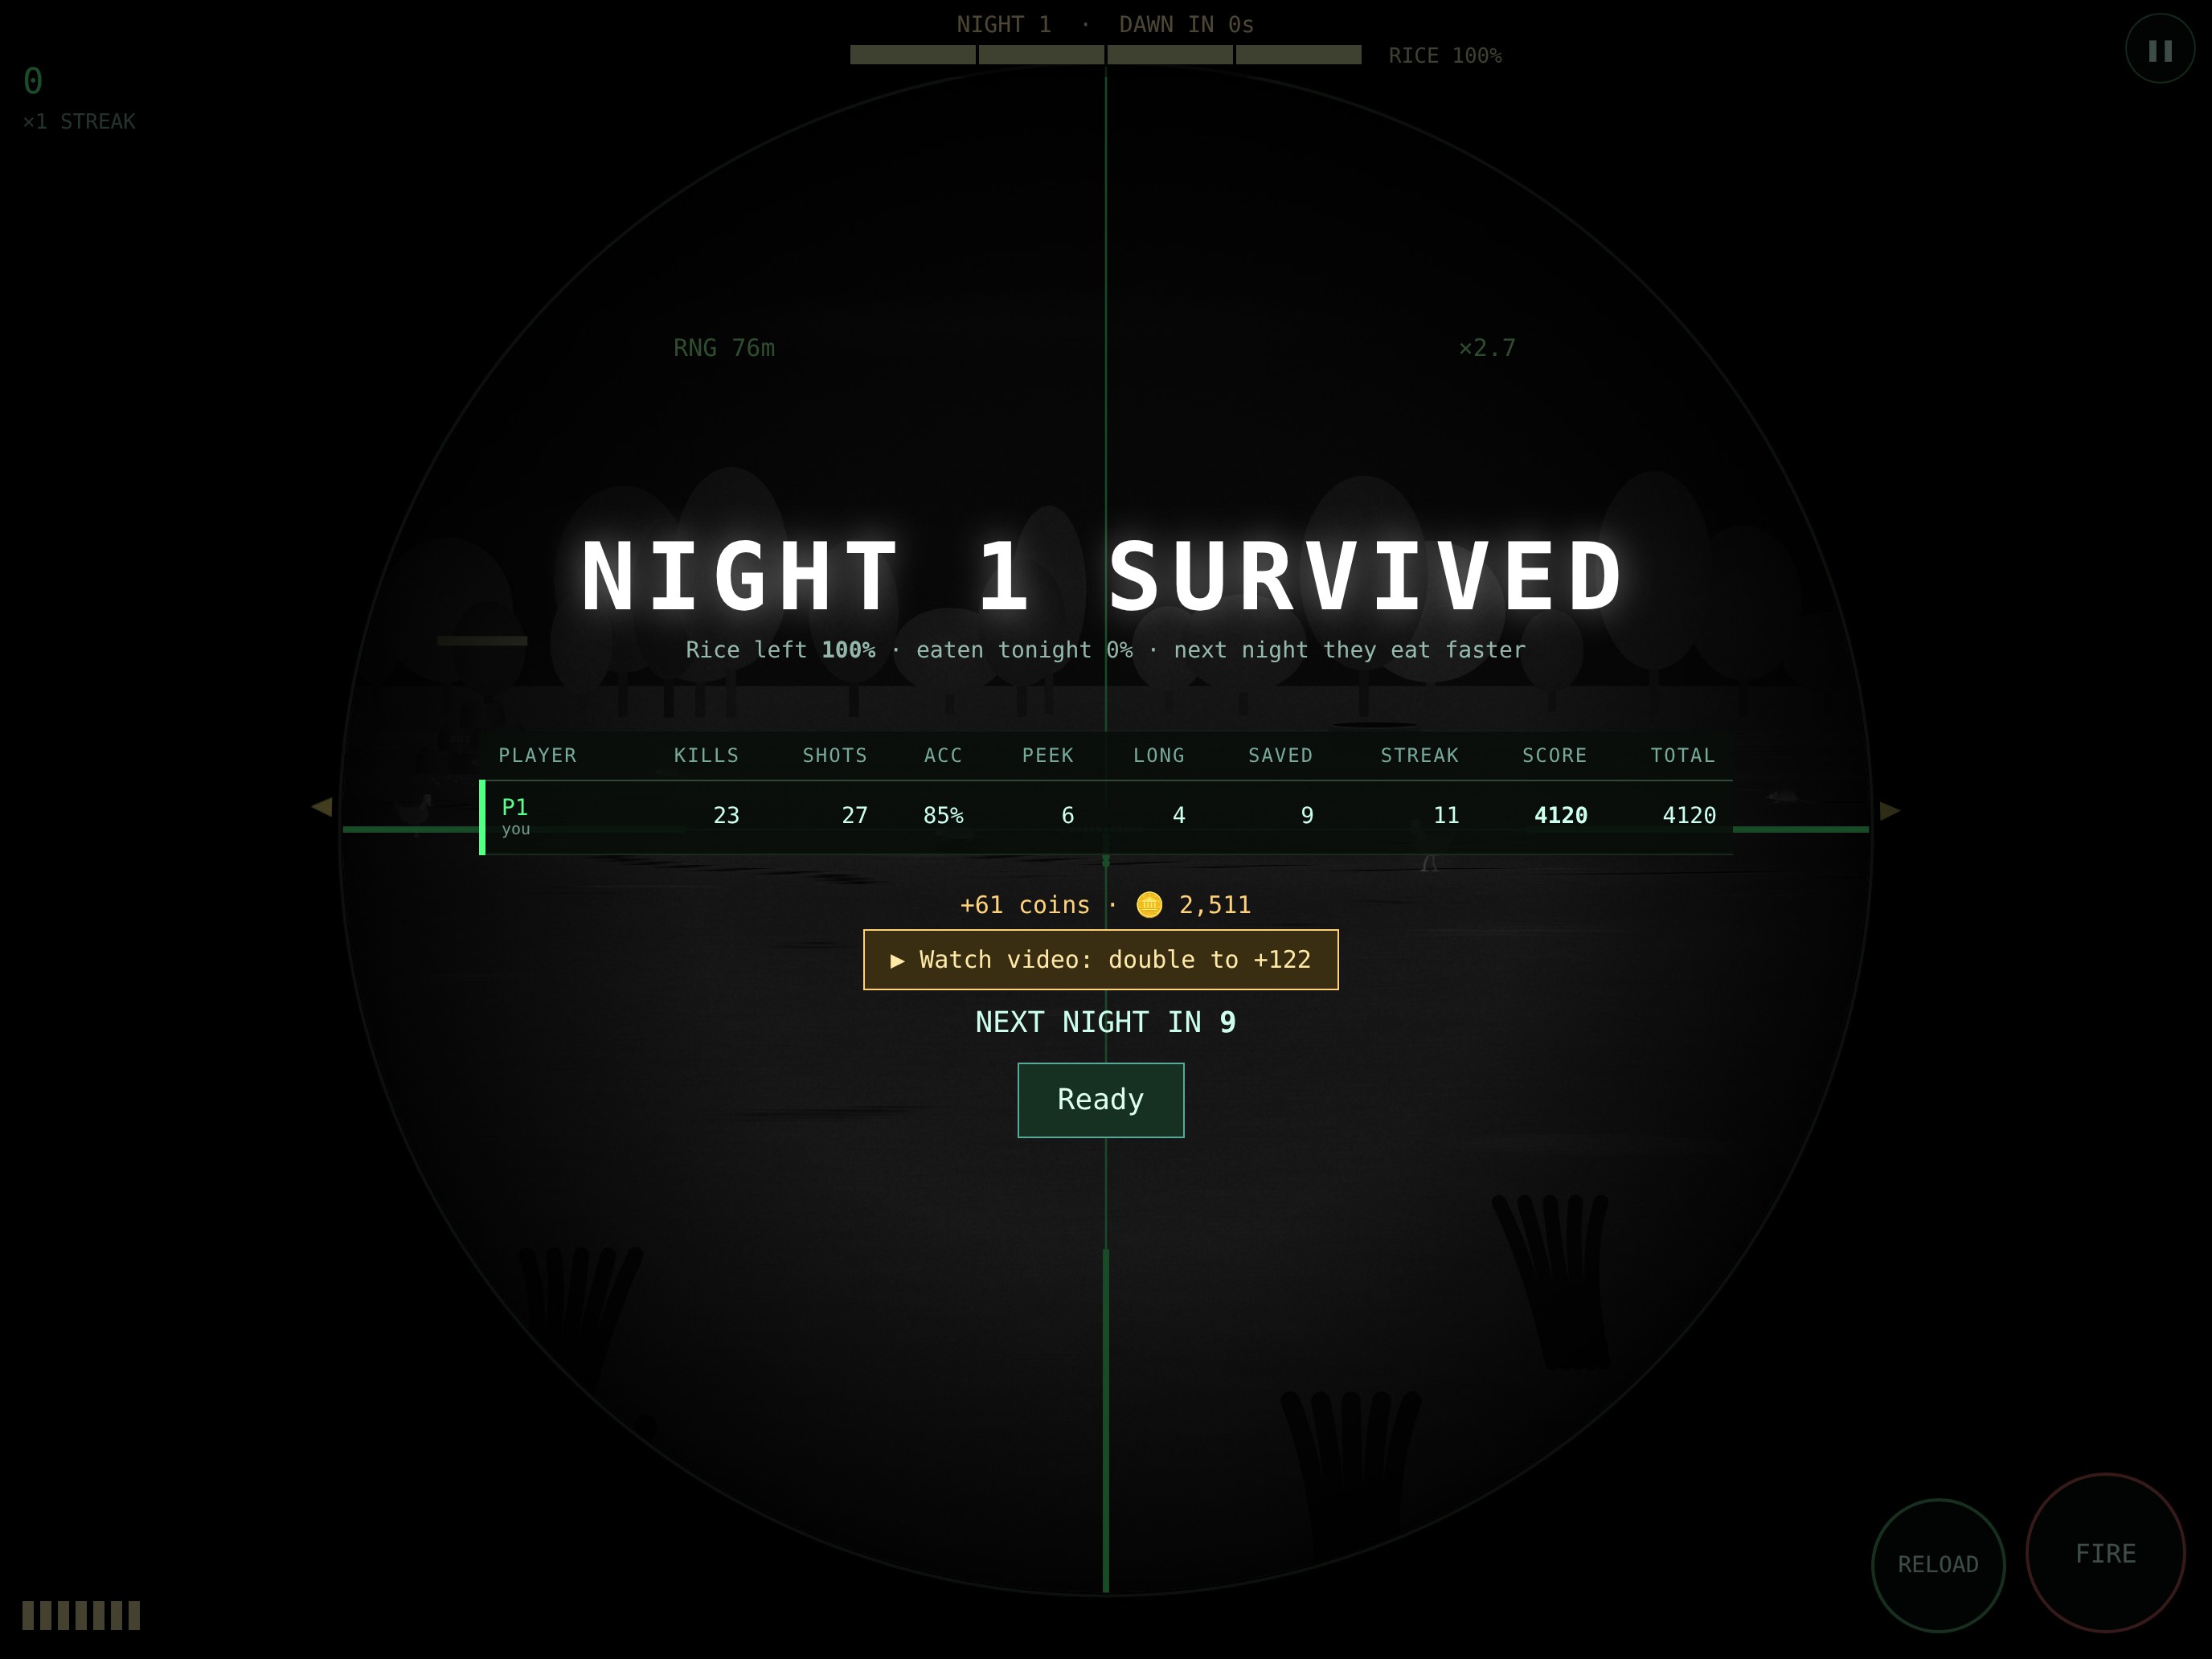 NIGHT 1 · DAWN IN 0s
RICE 100%
0
×1 STREAK
RNG 76m
×2.7
NIGHT 1 SURVIVED
Rice left 100% · eaten tonight 0% · next night they eat faster
PLAYER KILLS SHOTS ACC PEEK LONG SAVED STREAK SCORE TOTAL
P1 23 27 85% 6 4 9 11 4120 4120
you
+61 coins · 🪙 2,511
▶ Watch video: double to +122
NEXT NIGHT IN 9
Ready
RELOAD
FIRE